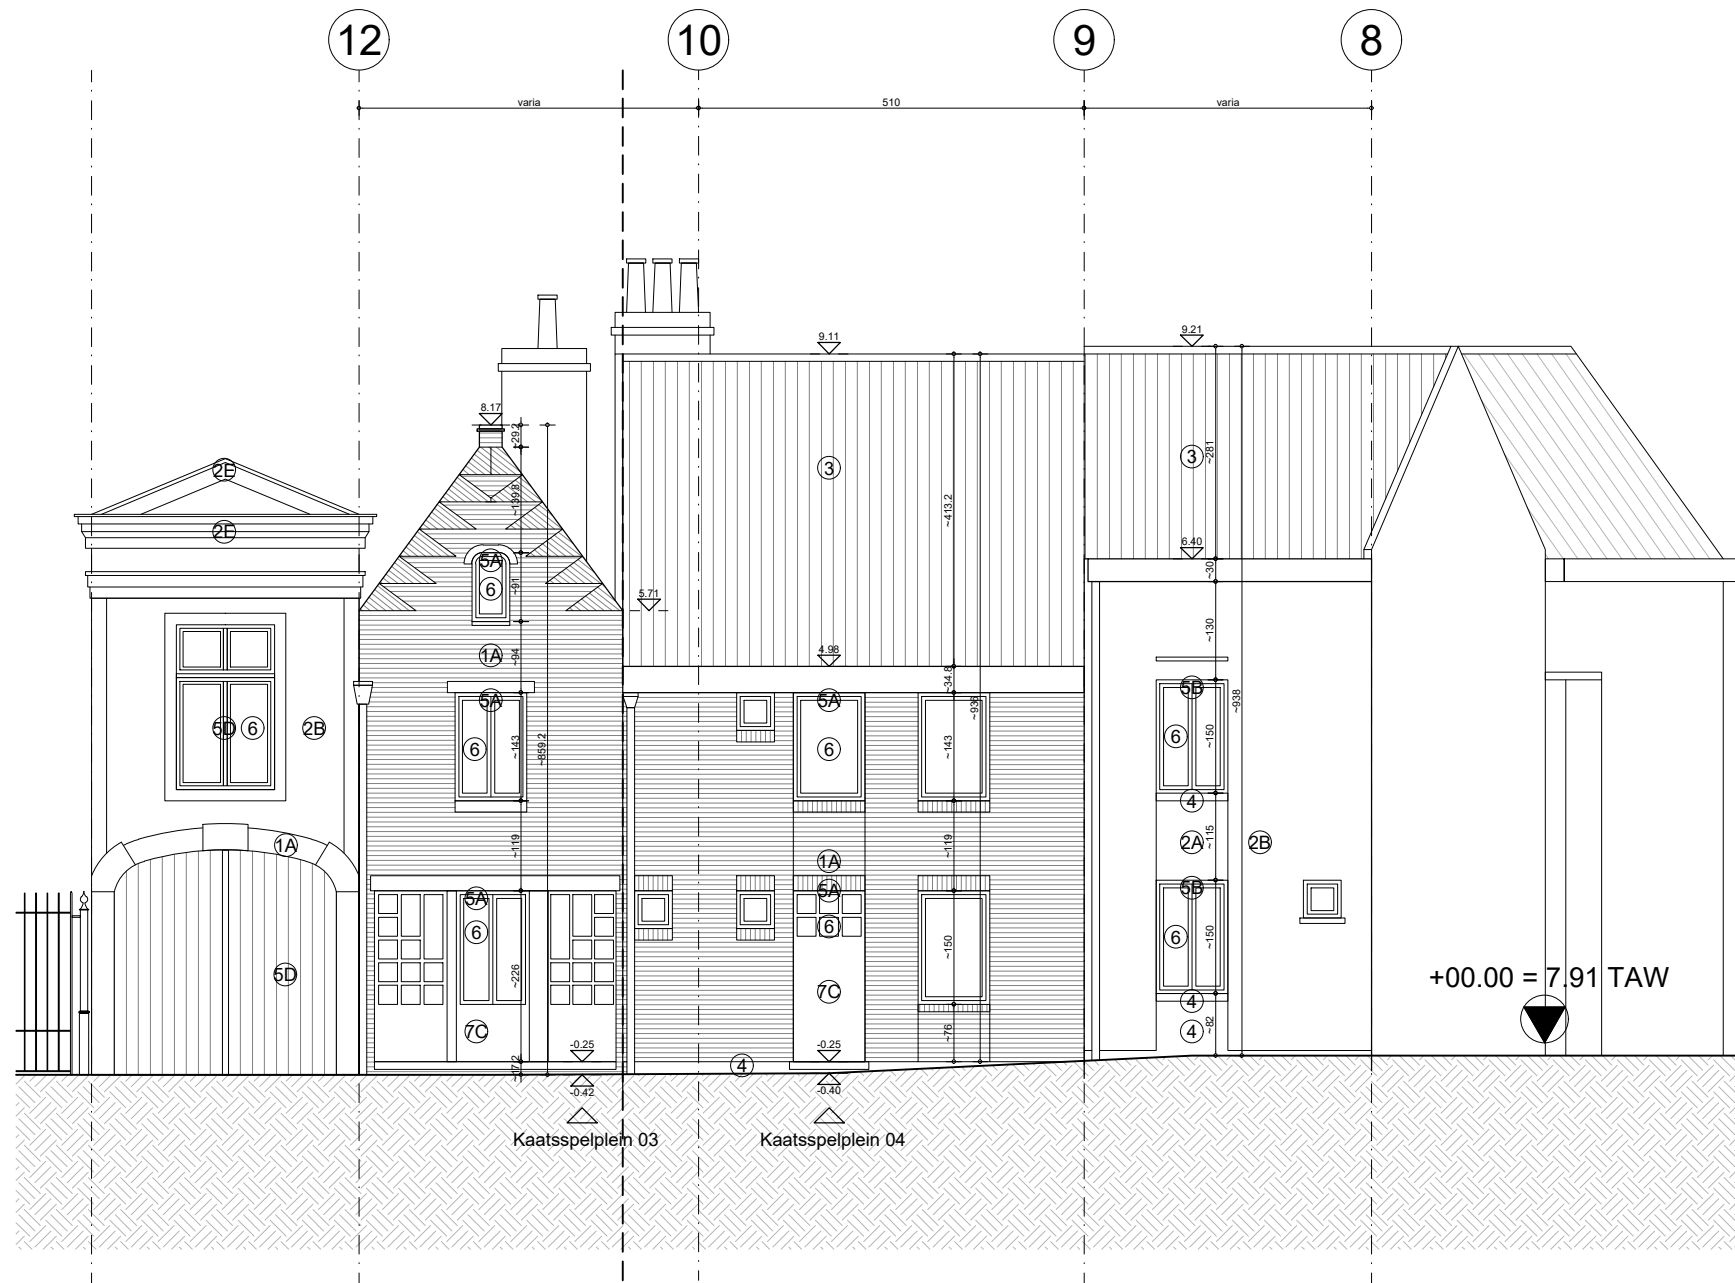 12
10
9
8
varia
510
varia
9.11
9.21
8.17
~29.2
3
3
~281
2E
~139.8
~413.2
2E
6.40
5A
~30
6
~91
5.71
~130
1A
~94
4.98
~34.8
5B
5A
5A
~936
~938
5D
6
2B
6
~143
~859.2
6
~143
6
~150
4
1A
~119
1A
~119
2A
~115
2B
5A
5A
5B
6
6
~150
6
~150
5D
~226
7C
+00.00 = 7.91 TAW
4
7C
~76
~82
4
-0.25
-0.25
~17.2
4
-0.42
-0.40
Kaatsspelplein 03
Kaatsspelplein 04